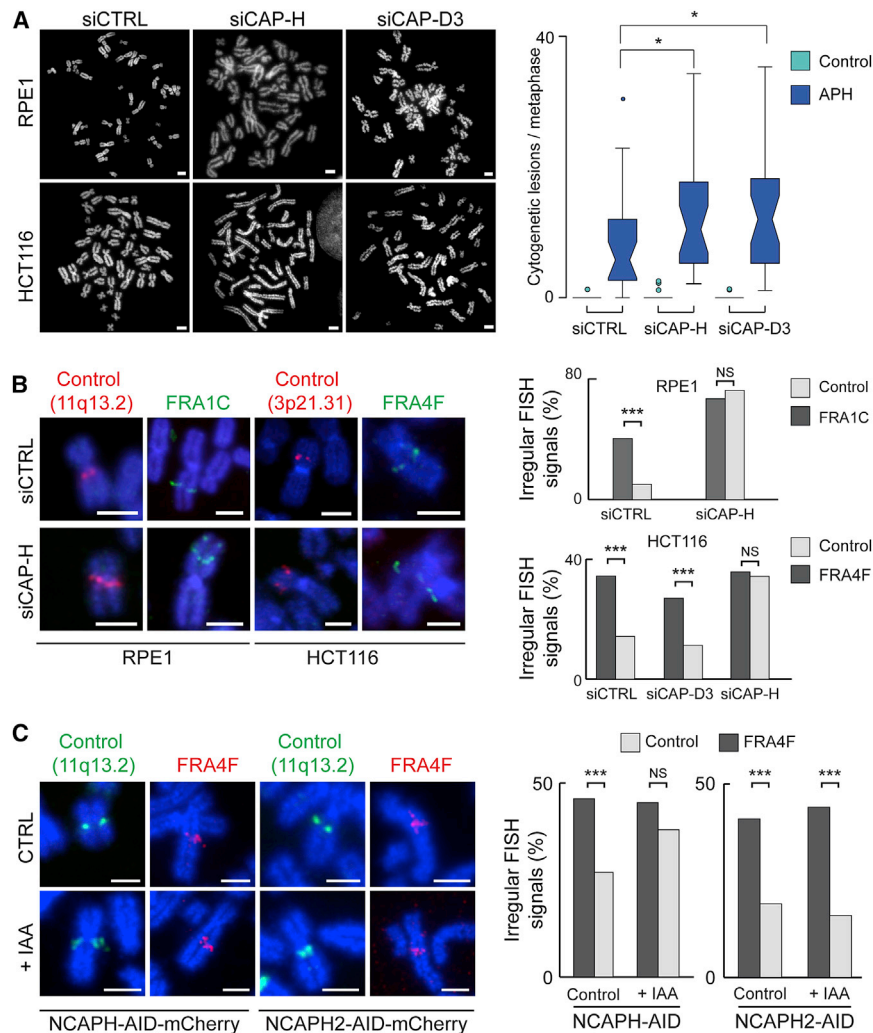 A
siCTRL
siCAP-H
siCAP-D3
RPE1
HCT116
Cytogenetic lesions / metaphase
40
0
*
*
siCTRL
siCAP-H
siCAP-D3
Control
APH
B
Control
(11q13.2)
FRA1C
Control
(3p21.31)
FRA4F
siCTRL
siCAP-H
RPE1
HCT116
Irregular FISH
signals (%)
80
0
RPE1
***
NS
siCTRL
siCAP-H
Control
FRA1C
Irregular FISH
signals (%)
40
0
HCT116
***
***
NS
siCTRL
siCAP-D3
siCAP-H
Control
FRA4F
C
Control
(11q13.2)
FRA4F
Control
(11q13.2)
FRA4F
CTRL
+ IAA
NCAPH-AID-mCherry
NCAPH2-AID-mCherry
Control
FRA4F
Irregular FISH
signals (%)
50
0
***
NS
Control
+ IAA
NCAPH-AID
50
0
***
***
Control
+ IAA
NCAPH2-AID